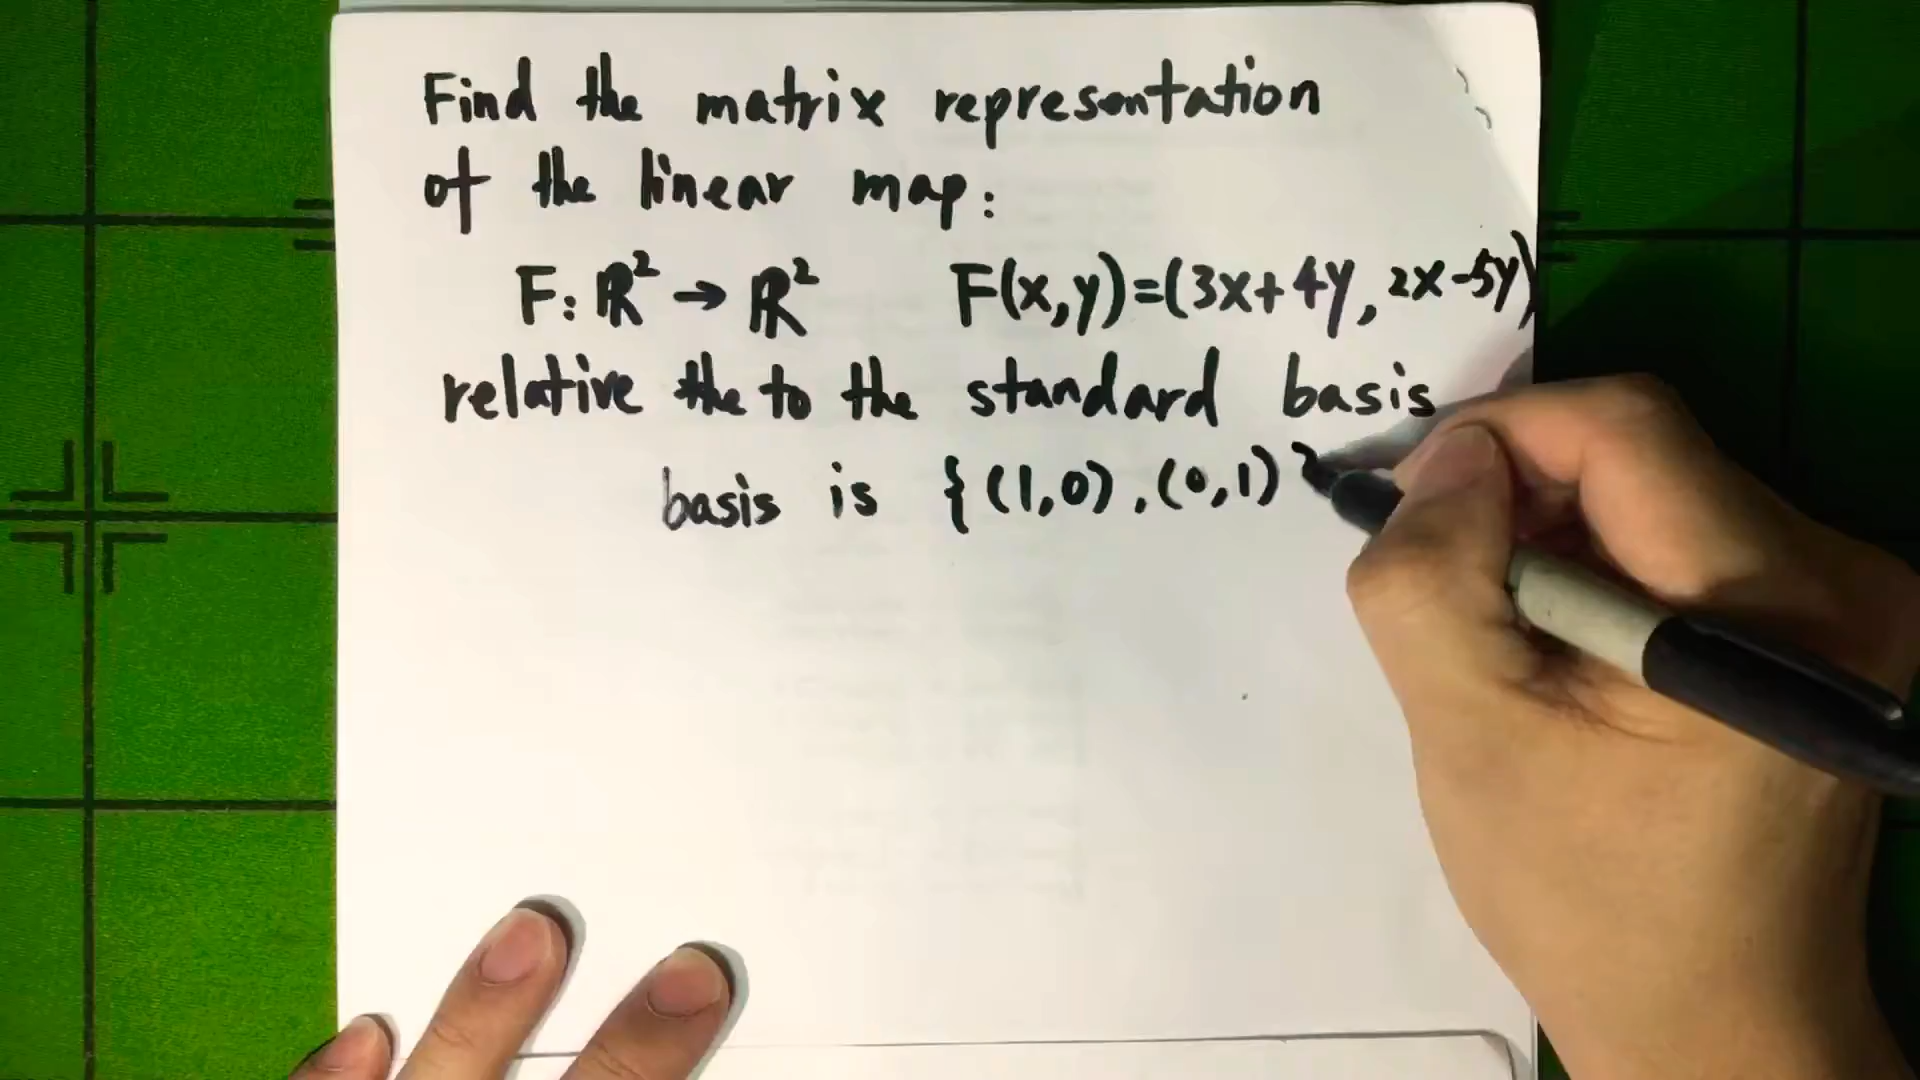 Find the matrix representation
of the linear map:
F: ℝ² → ℝ² F(x,y)=(3x+4y, 2x-5y)
relative the to the standard basis
basis is {(1,0), (0,1)